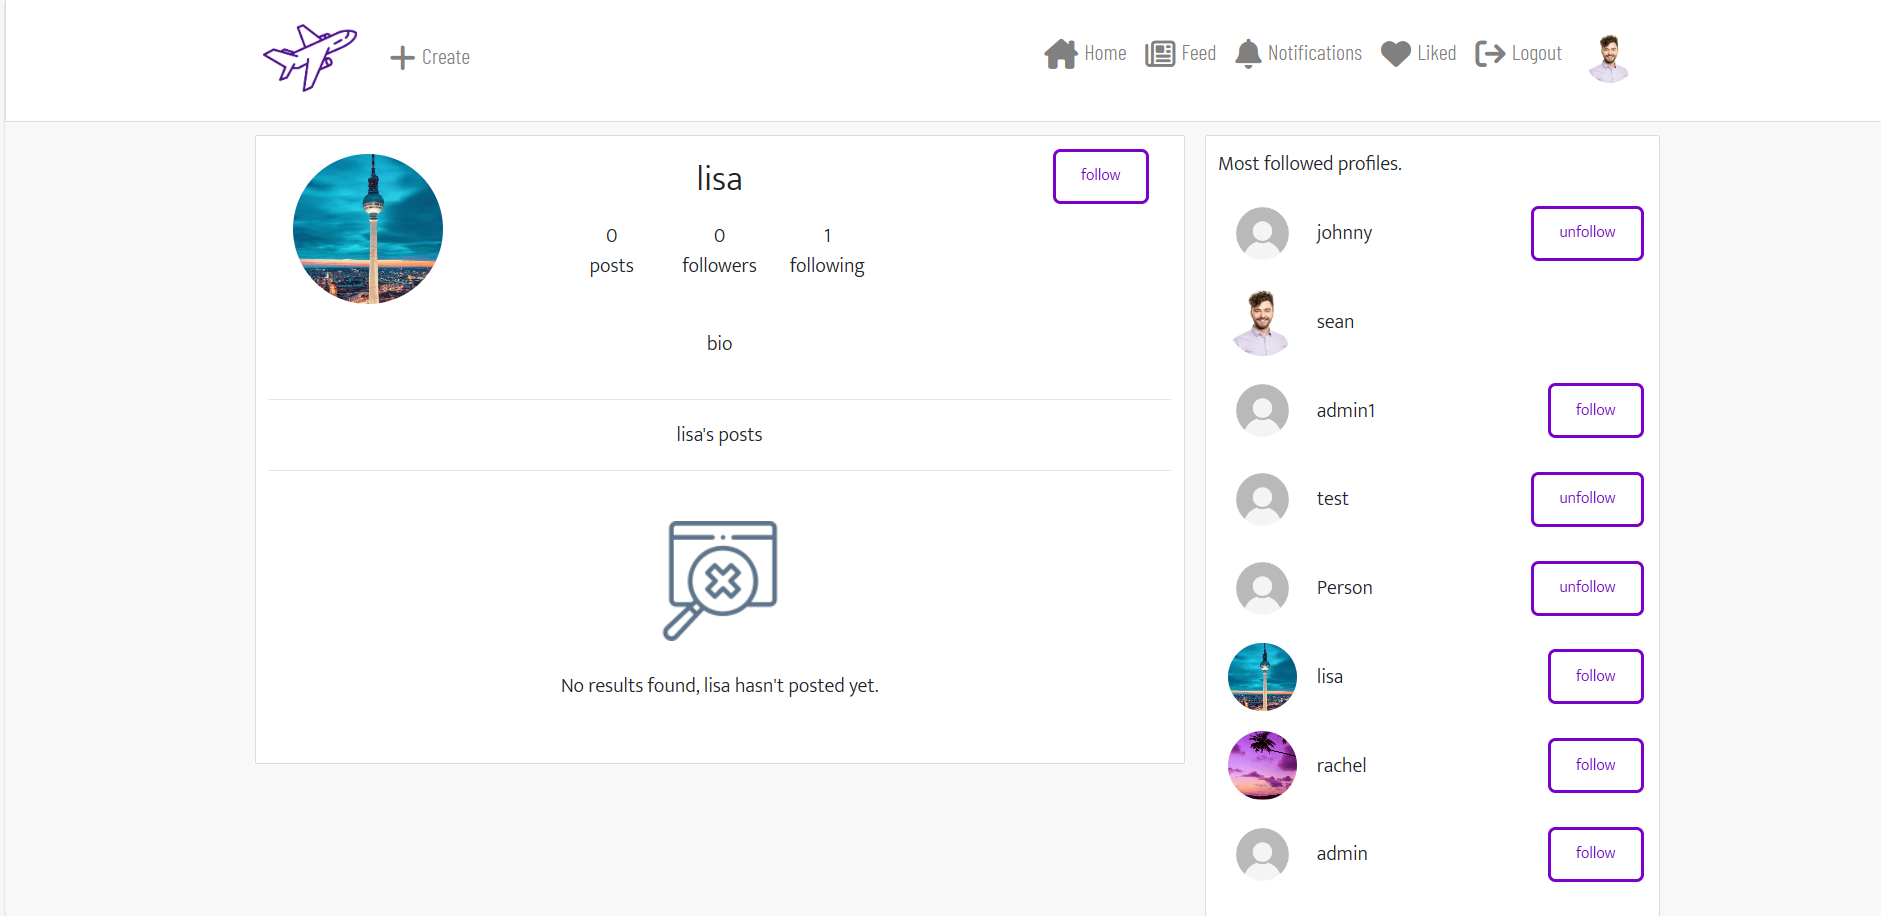 Create
Home Feed Notifications Liked Logout
lisa
follow
0 0 1
posts followers following
bio
lisa's posts
No results found, lisa hasn't posted yet.
Most followed profiles.
johnny unfollow
sean
admin1 follow
test unfollow
Person unfollow
lisa follow
rachel follow
admin follow